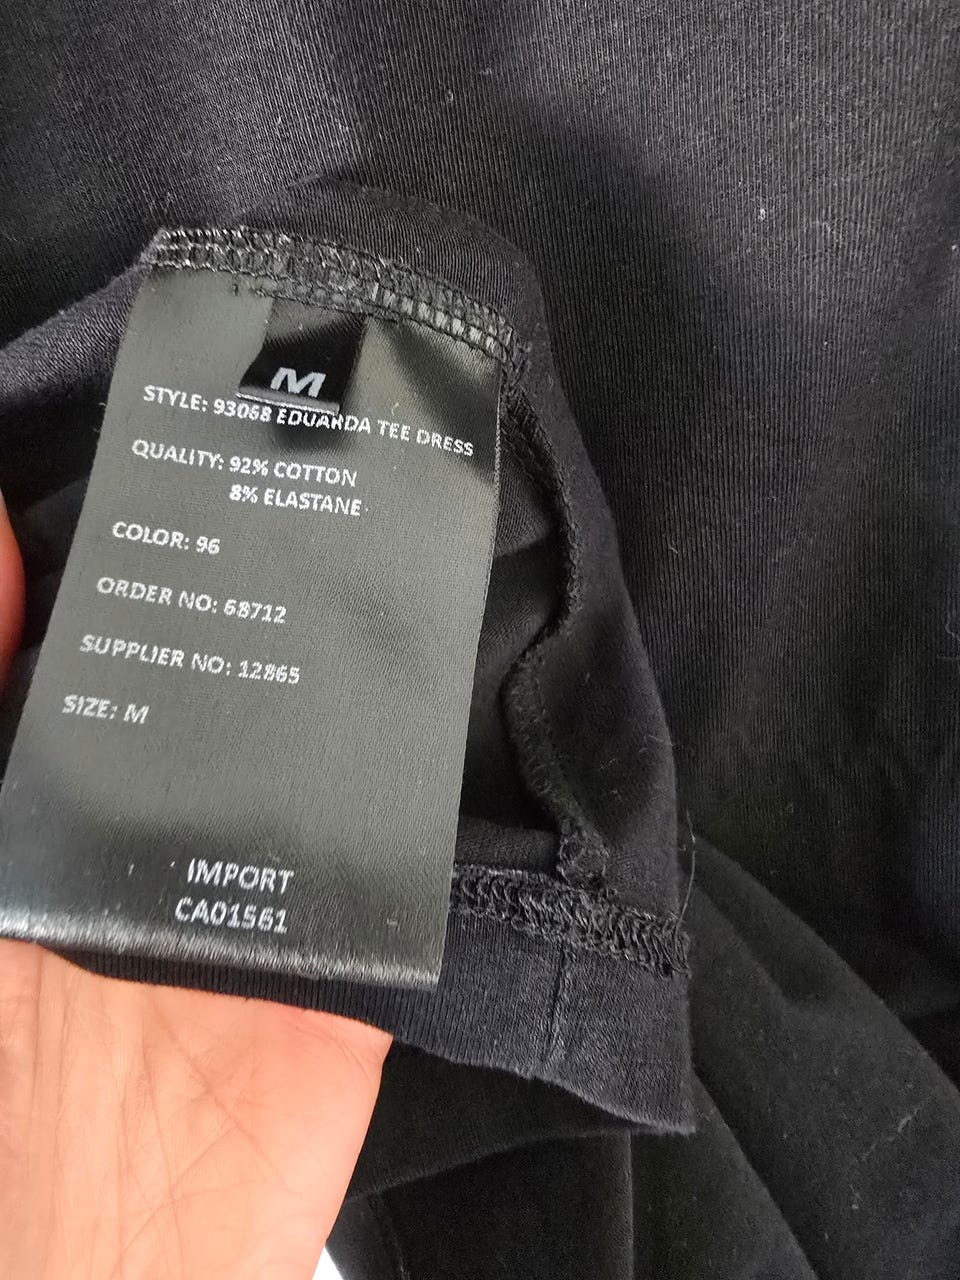 M
STYLE: 93068 EDUARDA TEE DRESS
QUALITY: 92% COTTON
8% ELASTANE
COLOR: 96
ORDER NO: 68712
SUPPLIER NO: 12865
SIZE: M
IMPORT
CA01561